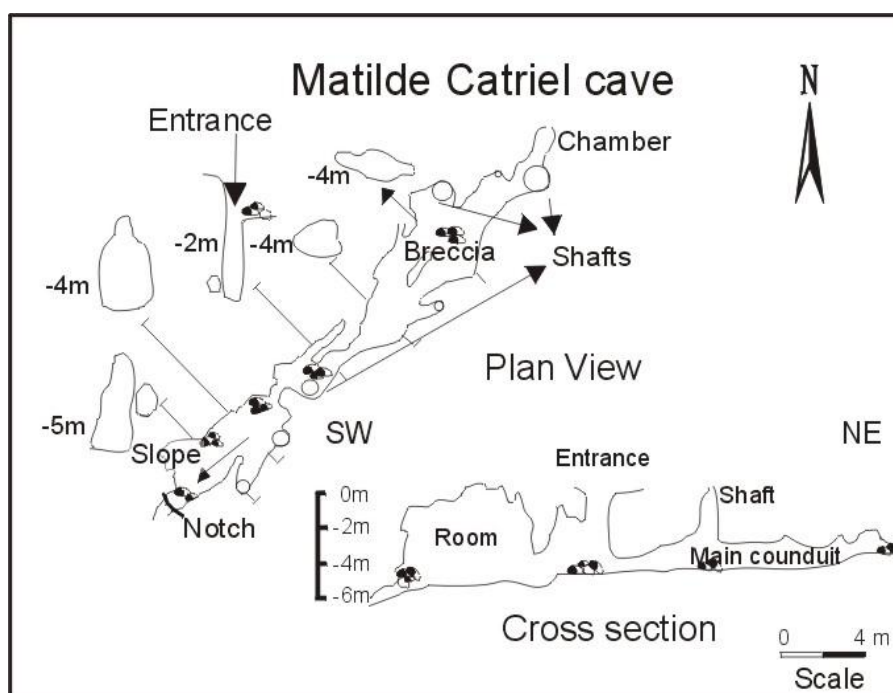 Matilde Catriel cave
N
Entrance
Chamber
-4m
-2m
-4m
Breccia
Shafts
-4m
Plan View
-5m
SW
NE
Slope
Entrance
0m
Shaft
Notch
-2m
Room
-4m
Main counduit
-6m
Cross section
0 4 m
Scale